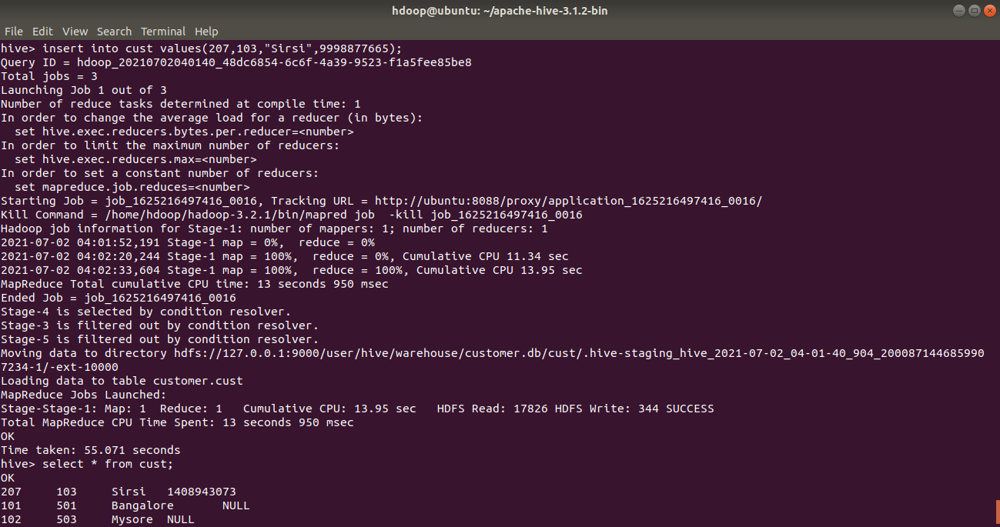 hdoop@ubuntu: ~/apache-hive-3.1.2-bin
File Edit View Search Terminal Help
hive> insert into cust values(207,103,"Sirsi",9998877665);
Query ID = hdoop_20210702040140_48dc6854-6c6f-4a39-9523-f1a5fee85be8
Total jobs = 3
Launching Job 1 out of 3
Number of reduce tasks determined at compile time: 1
In order to change the average load for a reducer (in bytes):
  set hive.exec.reducers.bytes.per.reducer=<number>
In order to limit the maximum number of reducers:
  set hive.exec.reducers.max=<number>
In order to set a constant number of reducers:
  set mapreduce.job.reduces=<number>
Starting Job = job_1625216497416_0016, Tracking URL = http://ubuntu:8088/proxy/application_1625216497416_0016/
Kill Command = /home/hdoop/hadoop-3.2.1/bin/mapred job  -kill job_1625216497416_0016
Hadoop job information for Stage-1: number of mappers: 1; number of reducers: 1
2021-07-02 04:01:52,191 Stage-1 map = 0%,  reduce = 0%
2021-07-02 04:02:20,244 Stage-1 map = 100%,  reduce = 0%, Cumulative CPU 11.34 sec
2021-07-02 04:02:33,604 Stage-1 map = 100%,  reduce = 100%, Cumulative CPU 13.95 sec
MapReduce Total cumulative CPU time: 13 seconds 950 msec
Ended Job = job_1625216497416_0016
Stage-4 is selected by condition resolver.
Stage-3 is filtered out by condition resolver.
Stage-5 is filtered out by condition resolver.
Moving data to directory hdfs://127.0.0.1:9000/user/hive/warehouse/customer.db/cust/.hive-staging_hive_2021-07-02_04-01-40_904_200087144685990
7234-1/-ext-10000
Loading data to table customer.cust
MapReduce Jobs Launched:
Stage-Stage-1: Map: 1  Reduce: 1   Cumulative CPU: 13.95 sec   HDFS Read: 17826 HDFS Write: 344 SUCCESS
Total MapReduce CPU Time Spent: 13 seconds 950 msec
OK
Time taken: 55.071 seconds
hive> select * from cust;
OK
207     103     Sirsi   1408943073
101     501     Bangalore       NULL
102     503     Mysore  NULL